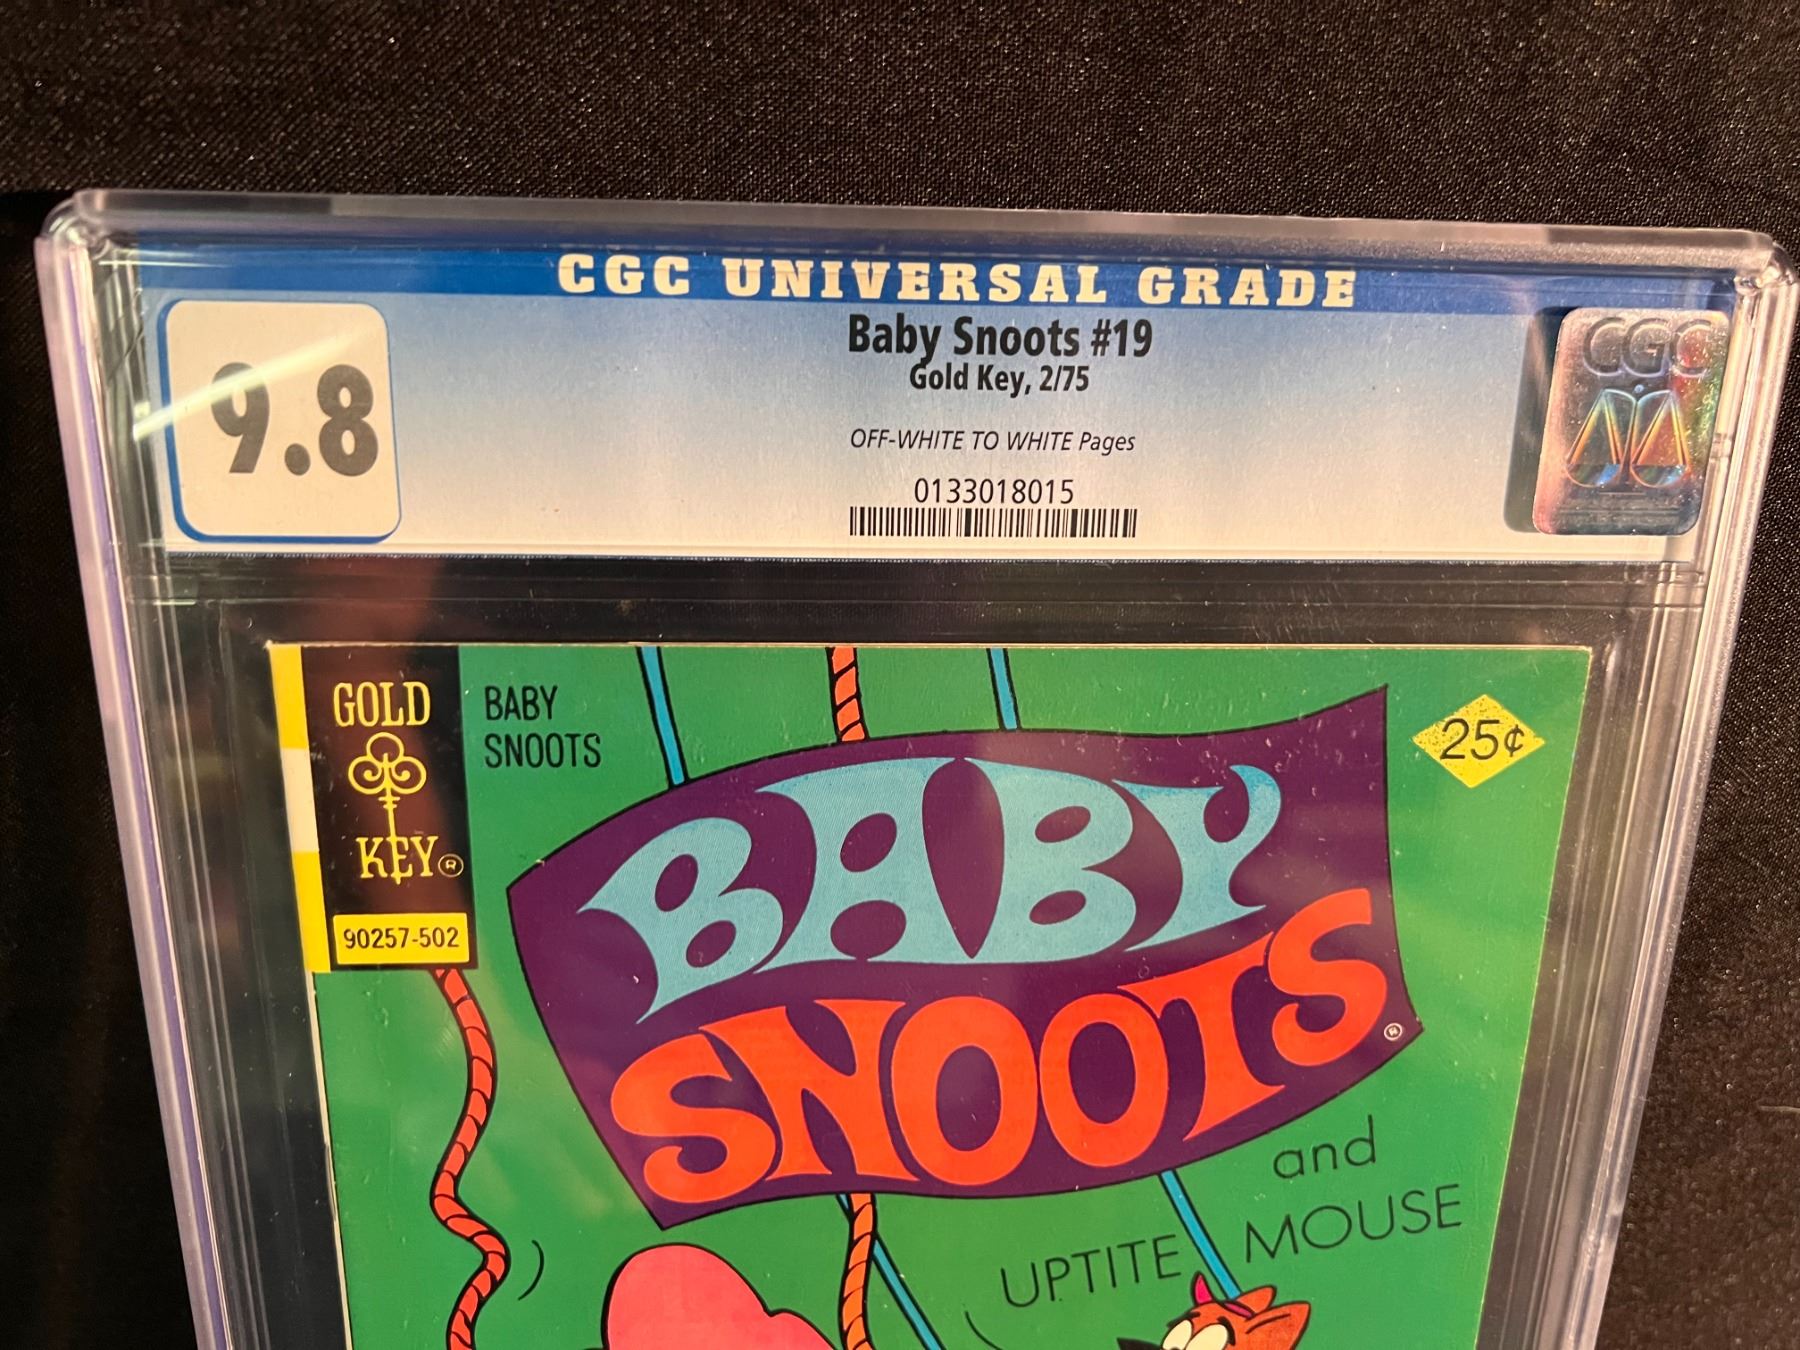 CGC UNIVERSAL GRADE
9.8
Baby Snoots #19
Gold Key, 2/75
OFF-WHITE TO WHITE Pages
0133018015
CGC
GOLD
KEY®
90257-502
BABY
SNOOTS
25¢
BABY
SNOOTS®
and
UPTITE MOUSE